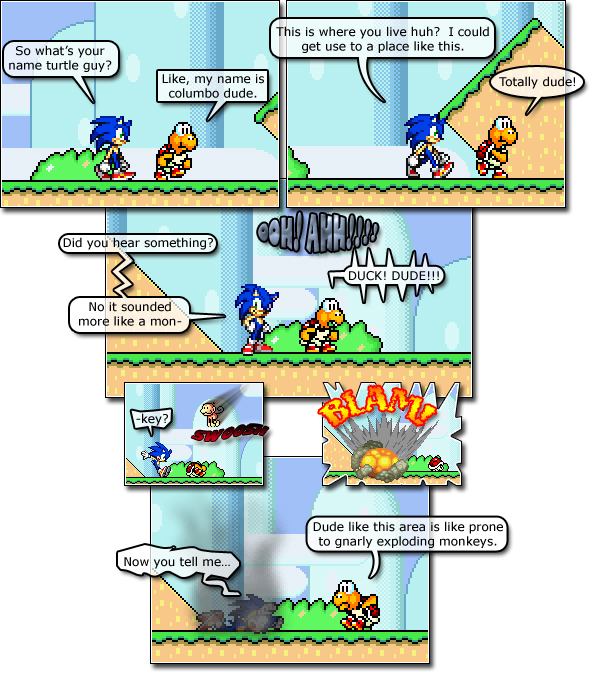 So what's your
name turtle guy?
Like, my name is
columbo dude.
This is where you live huh? I could
get use to a place like this.
Totally dude!
OOH! AHH!!!!!
Did you hear something?
DUCK! DUDE!!!
No it sounded
more like a mon-
-key?
SWOOSH
BLAM!
Dude like this area is like prone
to gnarly exploding monkeys.
Now you tell me...